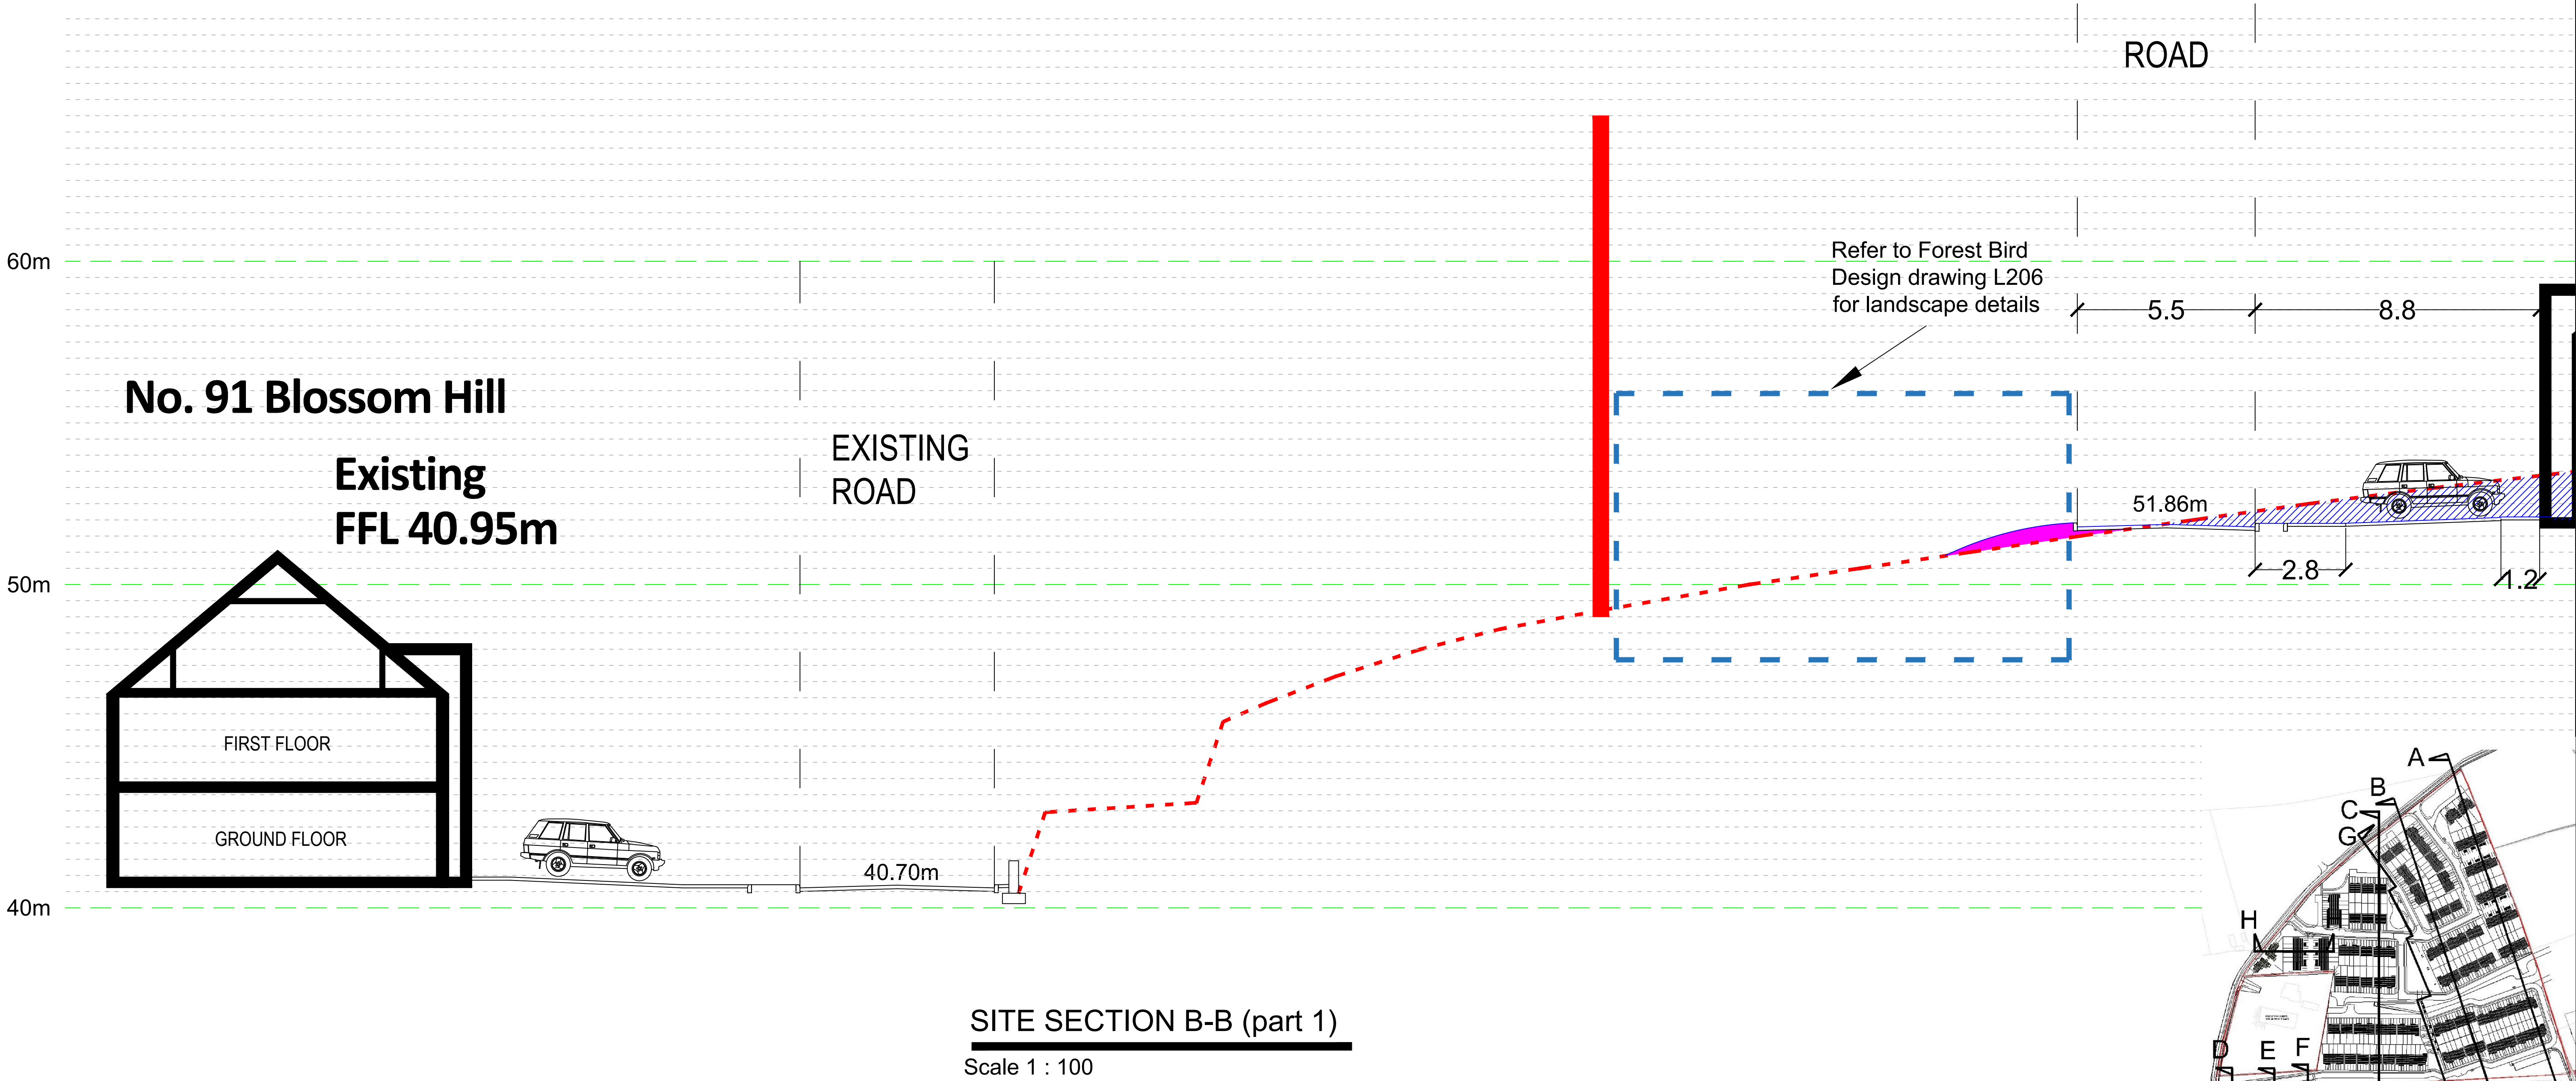 ROAD
60m
Refer to Forest Bird
Design drawing L206
for landscape details
5.5
8.8
No. 91 Blossom Hill
Existing
FFL 40.95m
EXISTING
ROAD
51.86m
50m
2.8
1.2
FIRST FLOOR
GROUND FLOOR
40.70m
40m
A
B
C
G
H
H
D
E
F
SITE SECTION B-B (part 1)
Scale 1 : 100